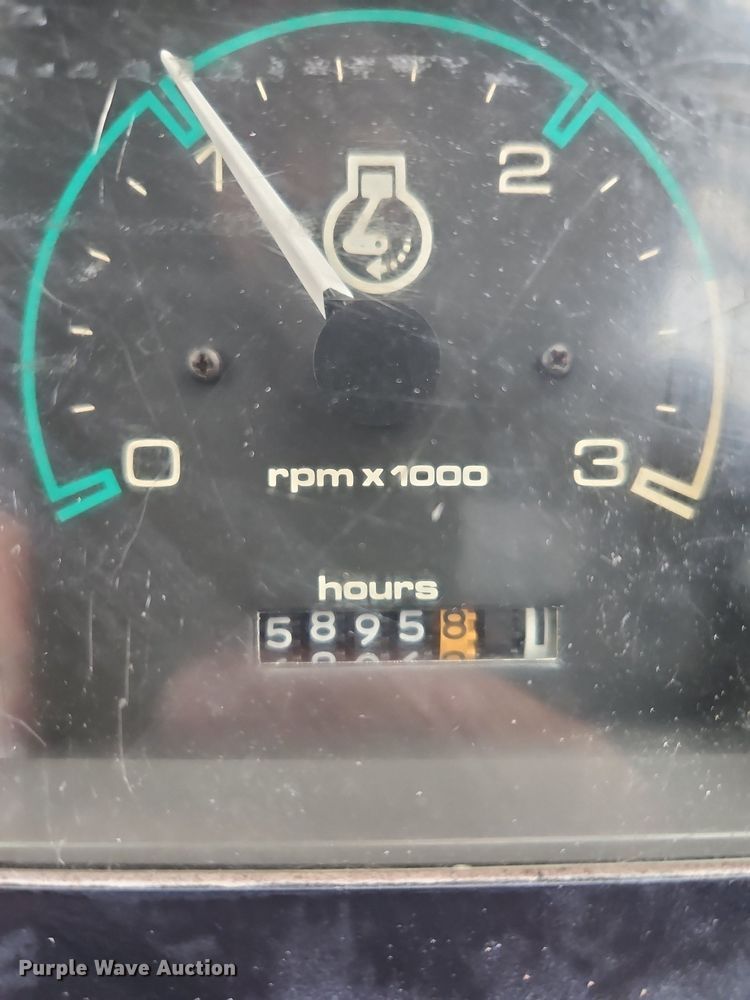 1 2
0 3
rpm x 1000
hours
58958
Purple Wave Auction